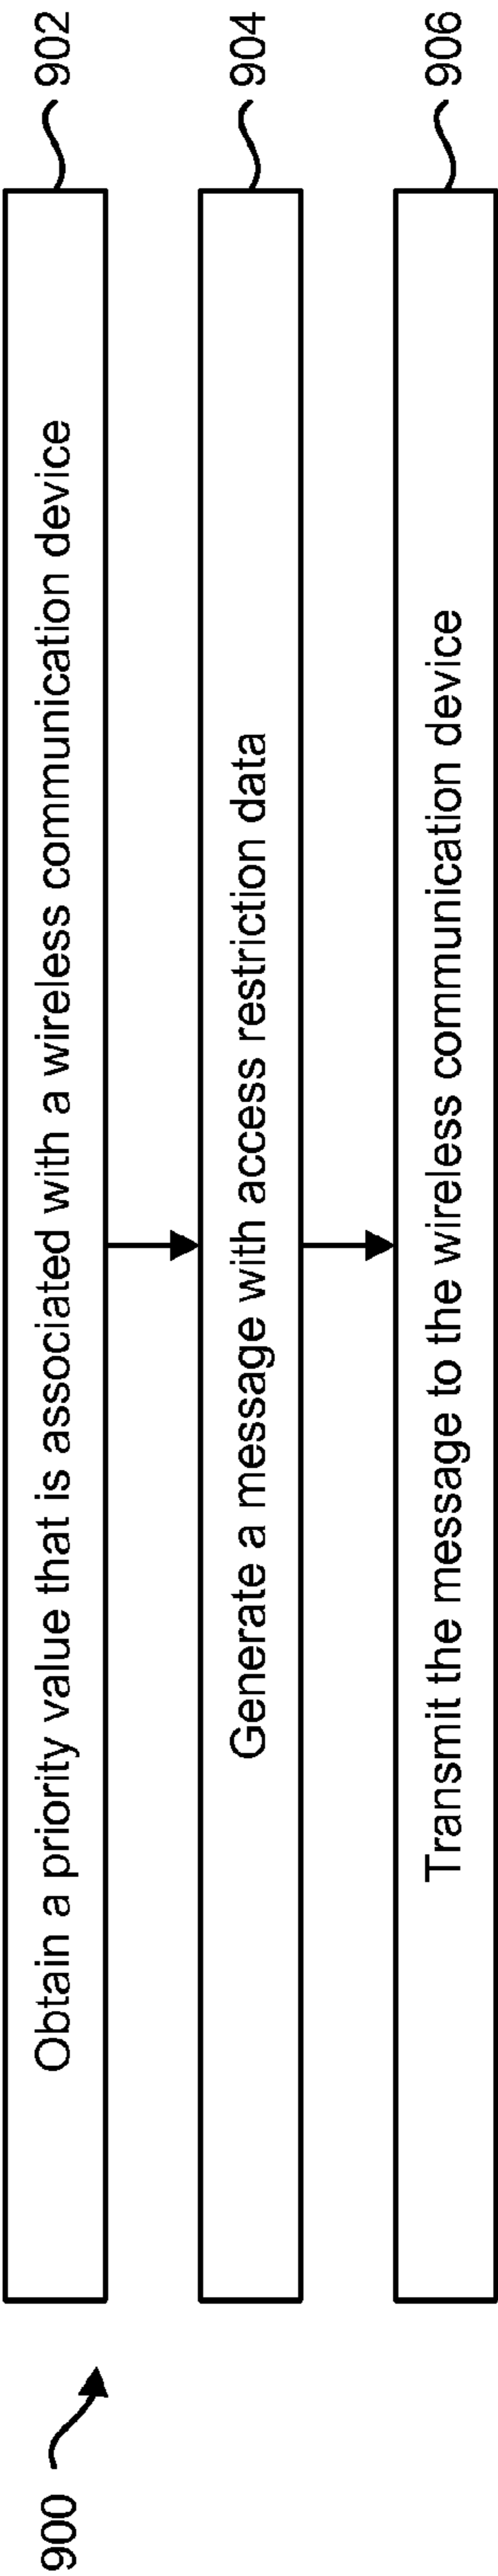 900
Obtain a priority value that is associated with a wireless communication device
902
Generate a message with access restriction data
904
Transmit the message to the wireless communication device
906